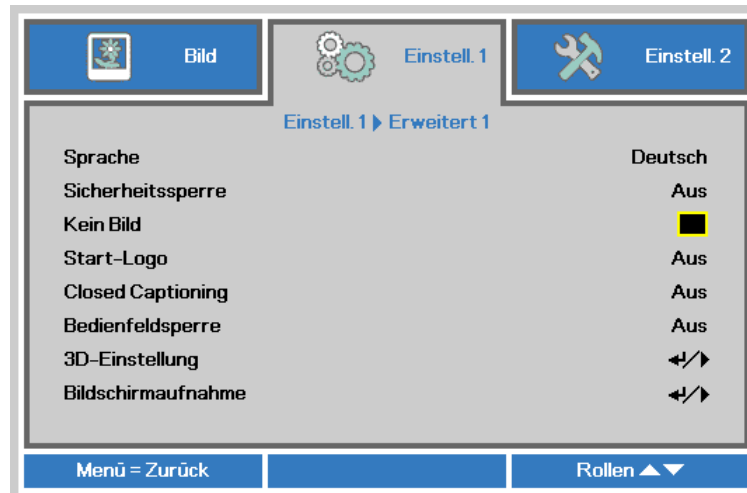 Bild
Einstell. 1
Einstell. 2
Einstell. 1 Erweitert 1
Sprache Deutsch
Sicherheitssperre Aus
Kein Bild
Start-Logo Aus
Closed Captioning Aus
Bedienfeldsperre Aus
3D-Einstellung /
Bildschirmaufnahme /
Menü = Zurück
Rollen